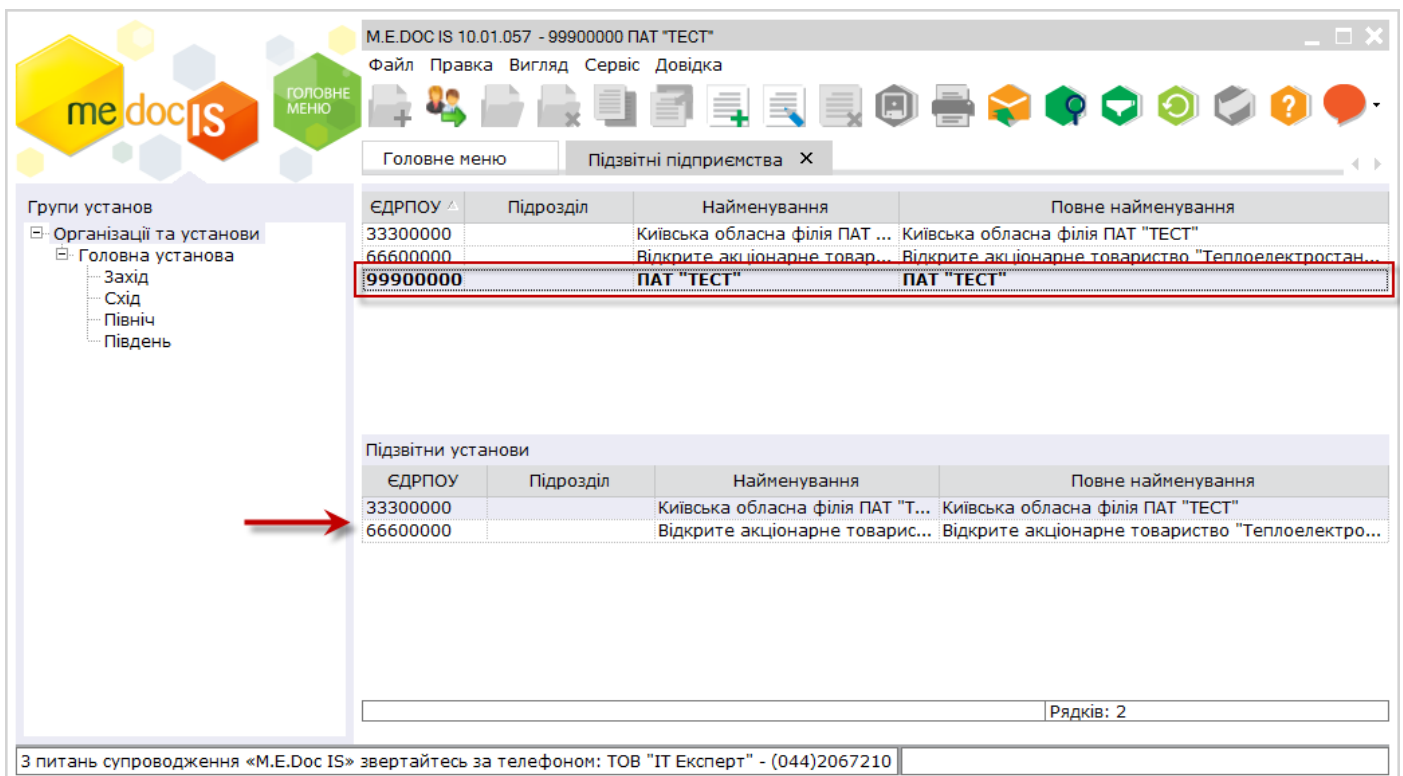 M.E.DOC IS 10.01.057 - 99900000 ПАТ "ТЕСТ"
Файл Правка Вигляд Сервіс Довідка
me doc IS
ГОЛОВНЕ МЕНЮ
Головне меню Підзвітні підприємства X
Групи установ
Організації та установи
Головна установа
Захід
Схід
Північ
Південь
ЄДРПОУ Підрозділ Найменування Повне найменування
33300000 Київська обласна філія ПАТ ... Київська обласна філія ПАТ "ТЕСТ"
66600000 Відкрите акціонарне товар... Відкрите акціонарне товариство "Теплоелектростан...
99900000 ПАТ "ТЕСТ" ПАТ "ТЕСТ"
Підзвітни установи
ЄДРПОУ Підрозділ Найменування Повне найменування
33300000 Київська обласна філія ПАТ "Т... Київська обласна філія ПАТ "ТЕСТ"
66600000 Відкрите акціонарне товарис... Відкрите акціонарне товариство "Теплоелектро...
Рядків: 2
З питань супроводження «M.E.Doc IS» звертайтесь за телефоном: ТОВ "ІТ Експерт" - (044)2067210